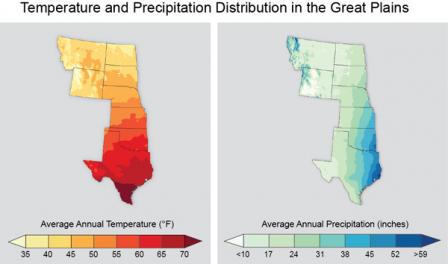 Temperature and Precipitation Distribution in the Great Plains
Average Annual Temperature (°F)
35 40 45 50 55 60 65 70
Average Annual Precipitation (inches)
<10 17 24 31 38 45 52 >59